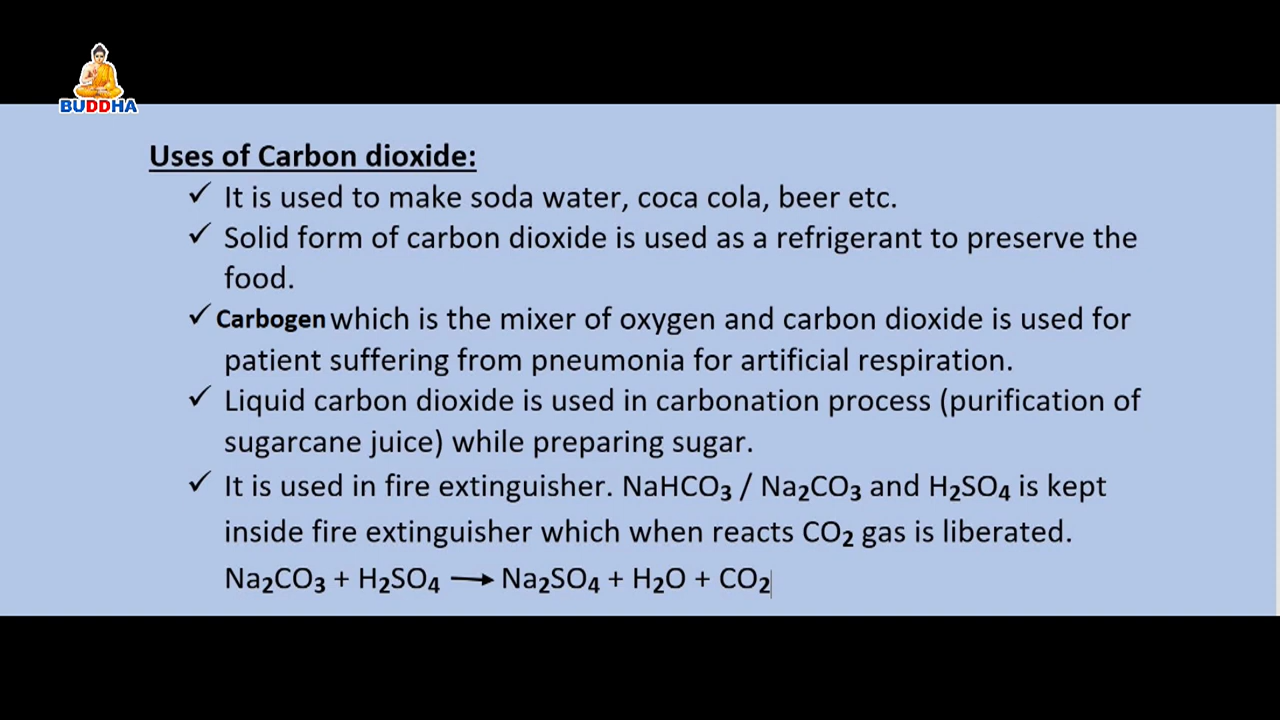 BUDDHA
Uses of Carbon dioxide:
✓ It is used to make soda water, coca cola, beer etc.
✓ Solid form of carbon dioxide is used as a refrigerant to preserve the
food.
✓ Carbogen which is the mixer of oxygen and carbon dioxide is used for
patient suffering from pneumonia for artificial respiration.
✓ Liquid carbon dioxide is used in carbonation process (purification of
sugarcane juice) while preparing sugar.
✓ It is used in fire extinguisher. NaHCO₃ / Na₂CO₃ and H₂SO₄ is kept
inside fire extinguisher which when reacts CO₂ gas is liberated.
Na₂CO₃ + H₂SO₄ → Na₂SO₄ + H₂O + CO₂